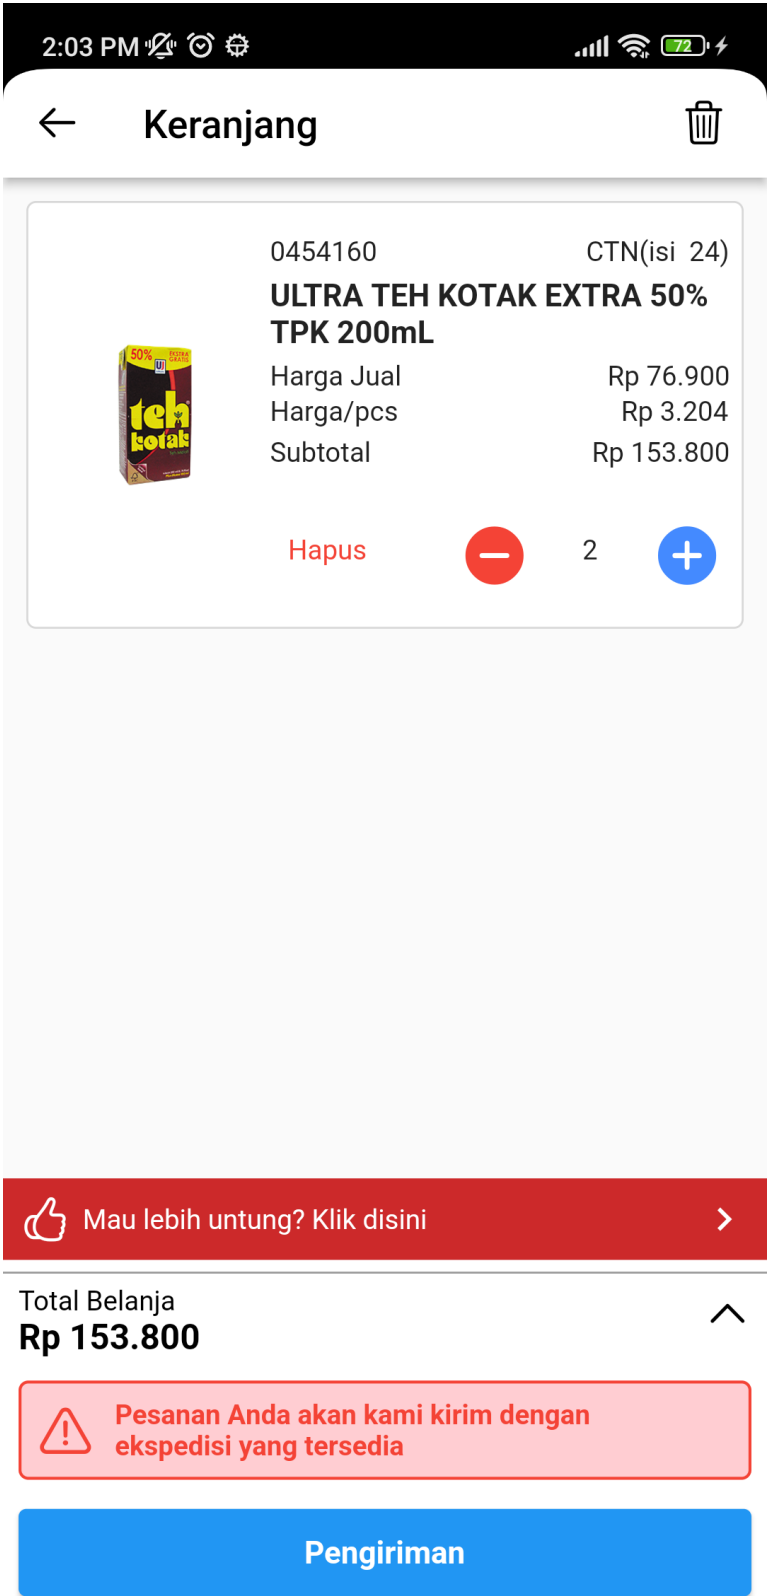 2:03 PM
72
Keranjang
0454160 CTN(isi 24)
ULTRA TEH KOTAK EXTRA 50%
TPK 200mL
50% EKSTRA
GRATIS
teh
kotak
Harga Jual Rp 76.900
Harga/pcs Rp 3.204
Subtotal Rp 153.800
Hapus 2
Mau lebih untung? Klik disini
Total Belanja
Rp 153.800
Pesanan Anda akan kami kirim dengan
ekspedisi yang tersedia
Pengiriman